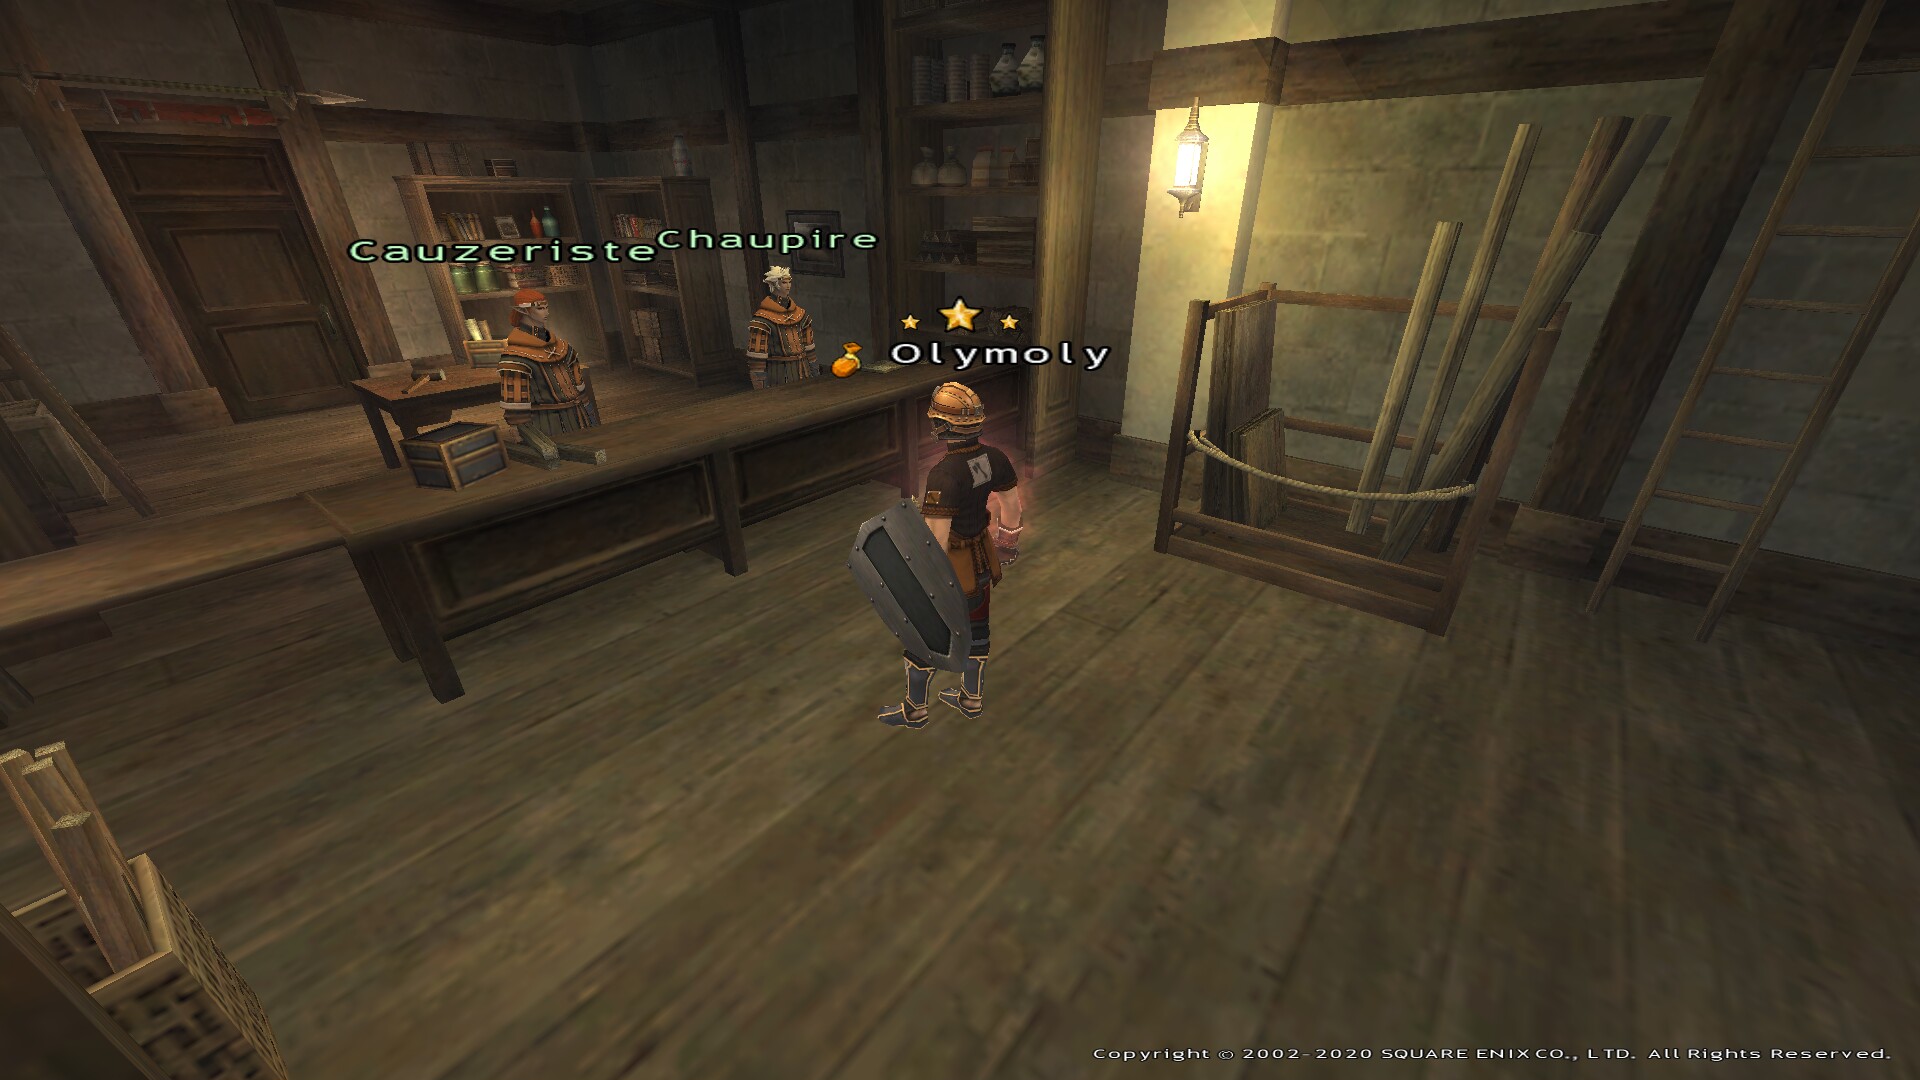 Cauzeriste
Chaupire
Olymoly
Copyright © 2002-2020 SQUARE ENIX CO., LTD. All Rights Reserved.